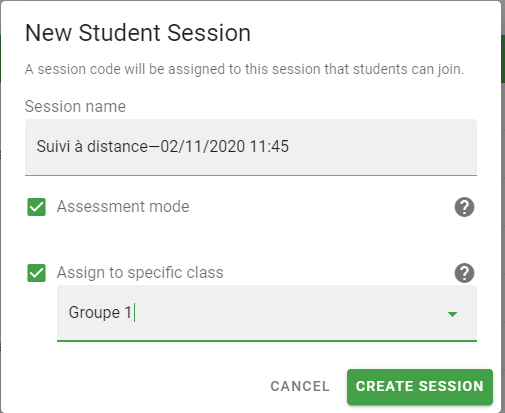 New Student Session
A session code will be assigned to this session that students can join.
Session name
Suivi à distance—02/11/2020 11:45
Assessment mode
Assign to specific class
Groupe 1
CANCEL CREATE SESSION